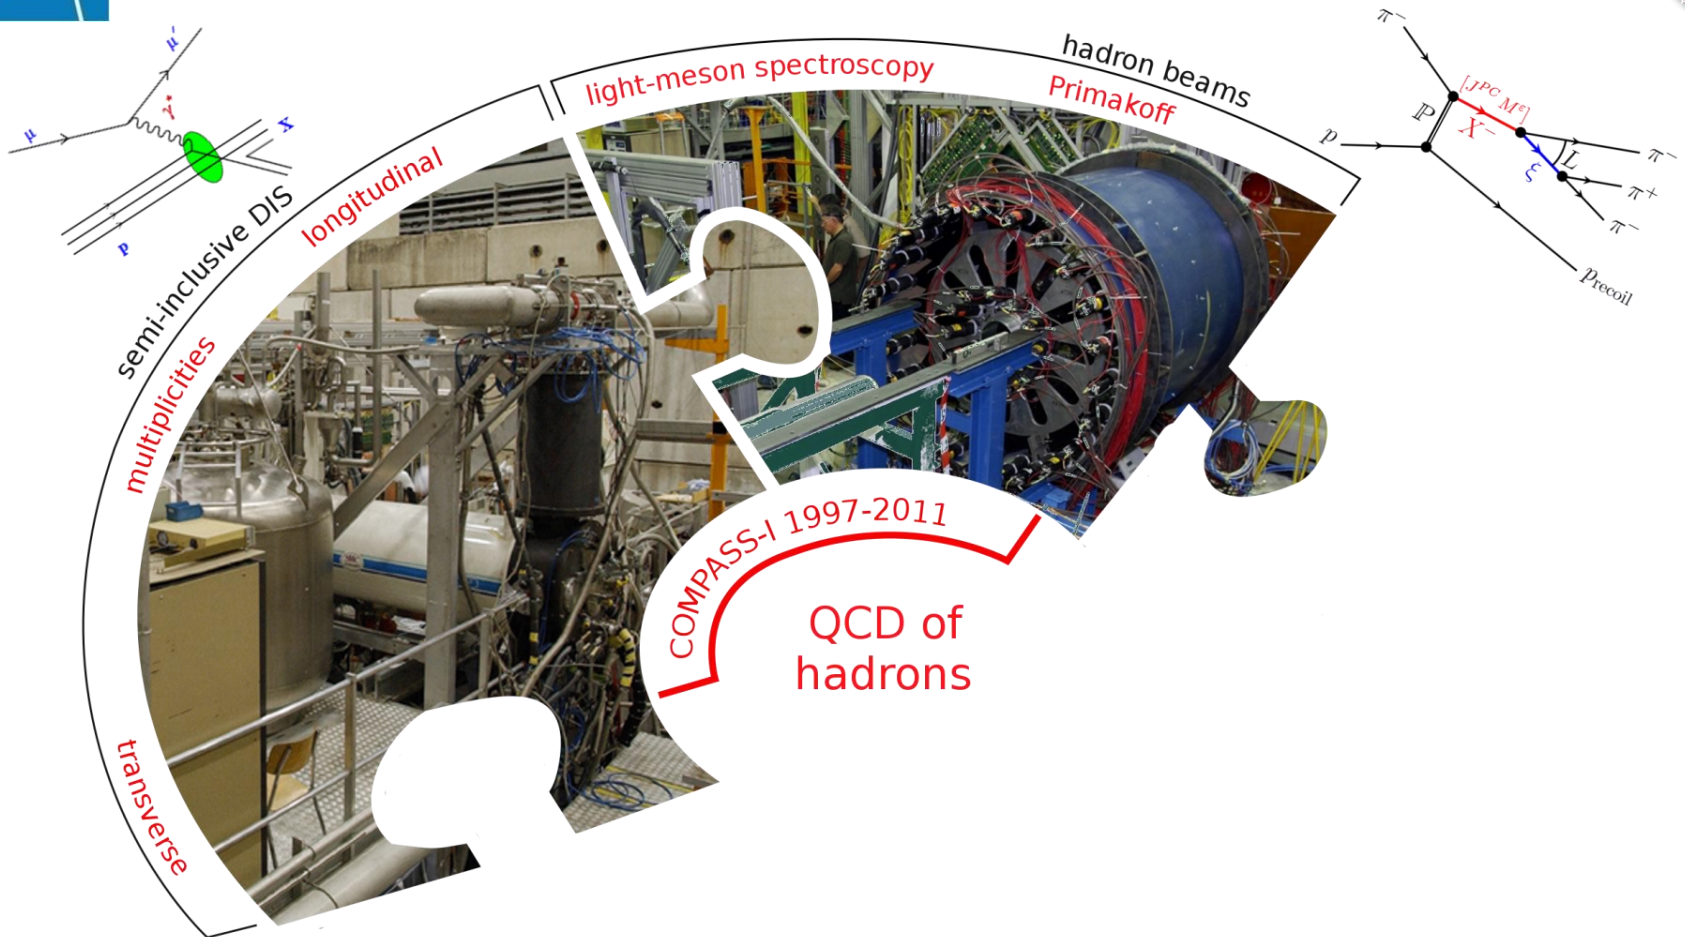 μ
μ′
γ*
X
P
semi-inclusive DIS
longitudinal
multiplicities
transverse
light-meson spectroscopy
hadron beams
Primakoff
π⁻
p
ℙ
[J^{PC} M^ε]
X⁻
ξ
L
π⁻
π⁺
π⁻
p_recoil
COMPASS-I 1997-2011
QCD of
hadrons